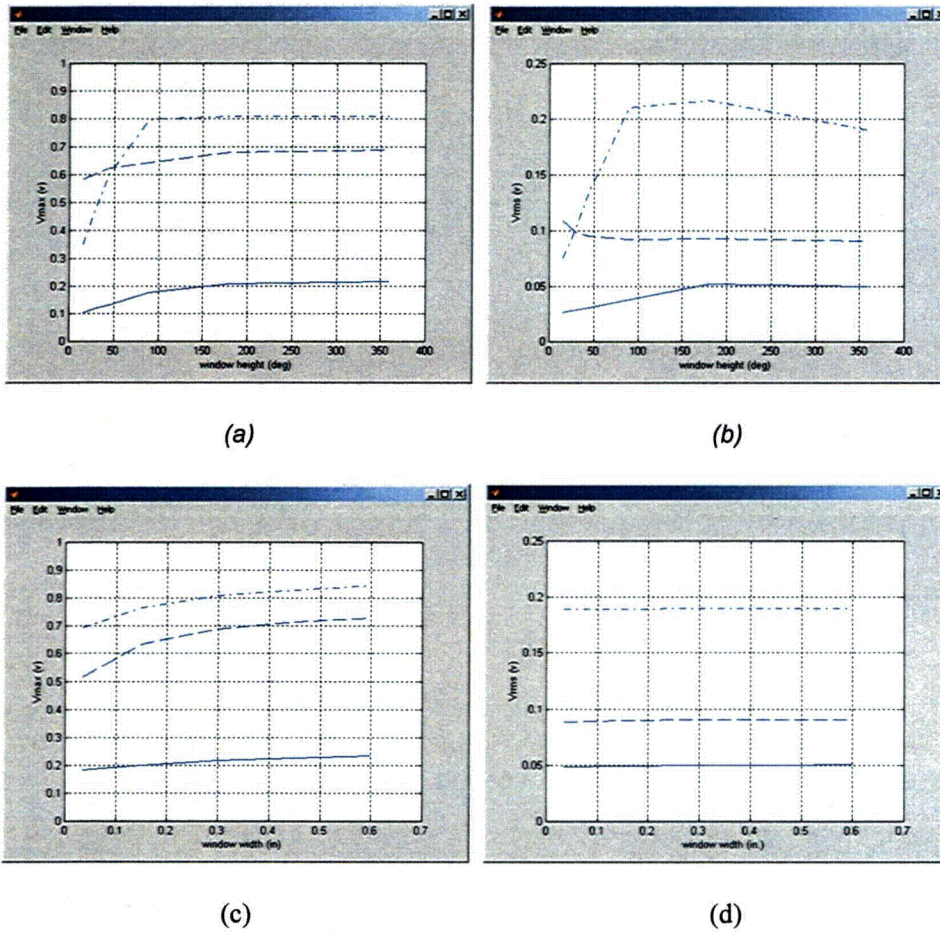 File Edit Window Help
1
0.9
0.8
0.7
0.6
0.5
0.4
0.3
0.2
0.1
0
Vmax (v)
0 50 100 150 200 250 300 350 400
window height (deg)
(a)
File Edit Window Help
0.25
0.2
0.15
0.1
0.05
0
Vrms (v)
0 50 100 150 200 250 300 350 400
window height (deg)
(b)
File Edit Window Help
1
0.9
0.8
0.7
0.6
0.5
0.4
0.3
0.2
0.1
0
Vmax (v)
0 0.1 0.2 0.3 0.4 0.5 0.6 0.7
window width (in)
(c)
File Edit Window Help
0.25
0.2
0.15
0.1
0.05
0
Vrms (v)
0 0.1 0.2 0.3 0.4 0.5 0.6 0.7
window width (in.)
(d)